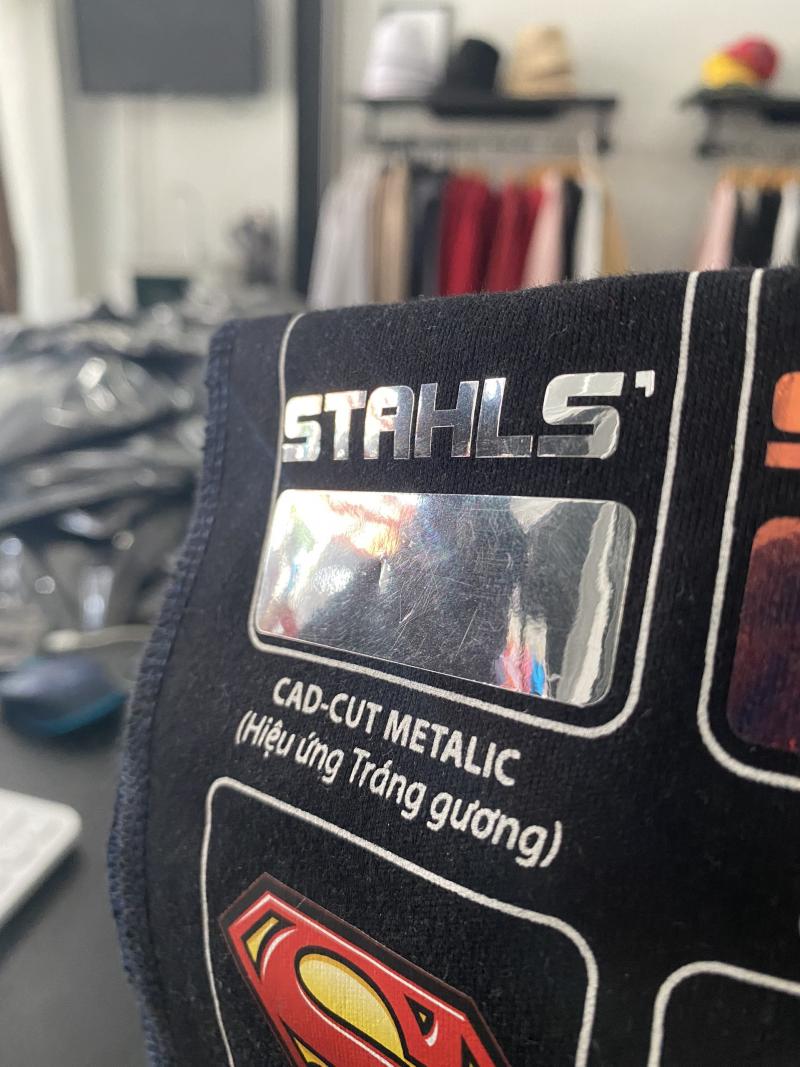 STAHLS'
CAD-CUT METALIC
(Hiệu ứng Tráng gương)